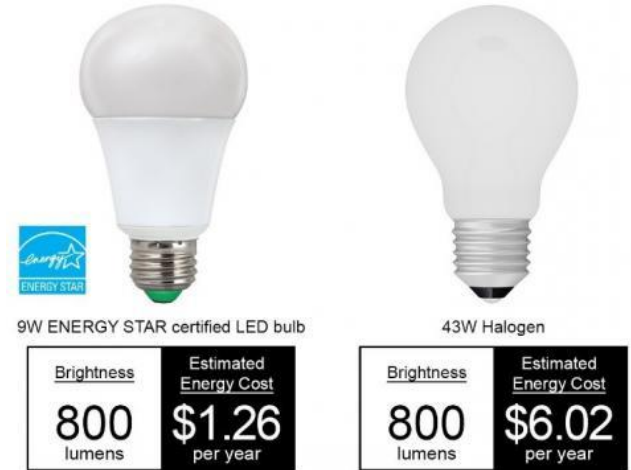 energy
ENERGY STAR
9W ENERGY STAR certified LED bulb
Brightness
800
lumens
Estimated
Energy Cost
$1.26
per year
43W Halogen
Brightness
800
lumens
Estimated
Energy Cost
$6.02
per year